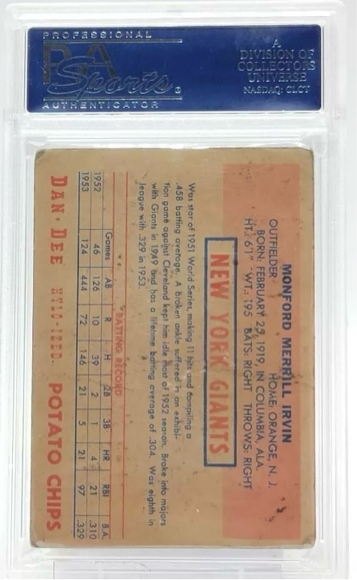 PROFESSIONAL
PSA
Sports
AUTHENTICATOR
A
DIVISION OF
COLLECTORS
UNIVERSE
NASDAQ: CLCT
MONFORD MERRILL IRVIN
OUTFIELDER HOME: ORANGE, N. J.
BORN: FEBRUARY 25, 1919 IN COLUMBIA, ALA.
HT.: 6'1" WT.: 195 BATS: RIGHT THROWS: RIGHT
NEW YORK GIANTS
Was star of 1951 World Series, making 11 hits and compiling a
.458 batting average. A broken ankle suffered in an exhibi-
tion game against Cleveland kept him idle most of 1952 season. Broke into majors
with Giants in 1949 and has a lifetime batting average of .304. Was eighth in
league with .329 in 1953.
BATTING RECORD
Games AB R H 2B 3B HR RBI B.A.
1952 46 126 10 39 2 1 4 21 .310
1953 124 444 72 146 21 5 21 97 .329
DAN-DEE POTATO CHIPS